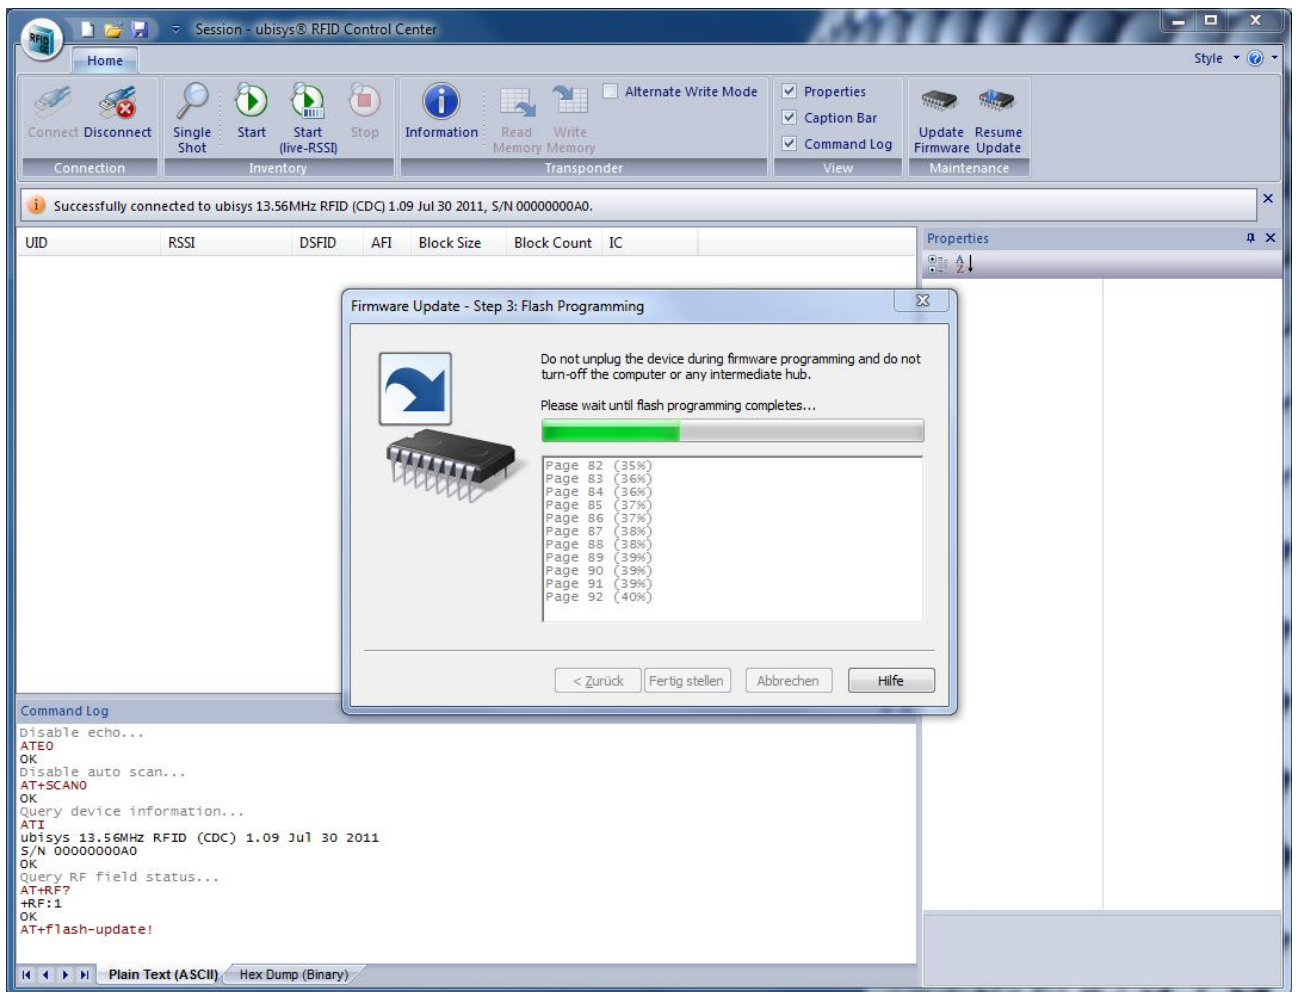 Session - ubisys® RFID Control Center
RFID
Home
Style
Connect Disconnect
Single Shot
Start
Start (live-RSSI)
Stop
Information
Read Memory
Write Memory
Alternate Write Mode
Properties
Caption Bar
Command Log
Update Firmware
Resume Update
Connection
Inventory
Transponder
View
Maintenance
Successfully connected to ubisys 13.56MHz RFID (CDC) 1.09 Jul 30 2011, S/N 00000000A0.
UID RSSI DSFID AFI Block Size Block Count IC
Properties
Firmware Update - Step 3: Flash Programming
Do not unplug the device during firmware programming and do not
turn-off the computer or any intermediate hub.
Please wait until flash programming completes...
Page 82 (35%)
Page 83 (36%)
Page 84 (36%)
Page 85 (37%)
Page 86 (37%)
Page 87 (38%)
Page 88 (38%)
Page 89 (39%)
Page 90 (39%)
Page 91 (39%)
Page 92 (40%)
< Zurück Fertig stellen Abbrechen Hilfe
Command Log
Disable echo...
ATE0
OK
Disable auto scan...
AT+SCAN0
OK
Query device information...
ATI
ubisys 13.56MHz RFID (CDC) 1.09 Jul 30 2011
S/N 00000000A0
OK
Query RF field status...
AT+RF?
+RF:1
OK
AT+flash-update!
Plain Text (ASCII) Hex Dump (Binary)